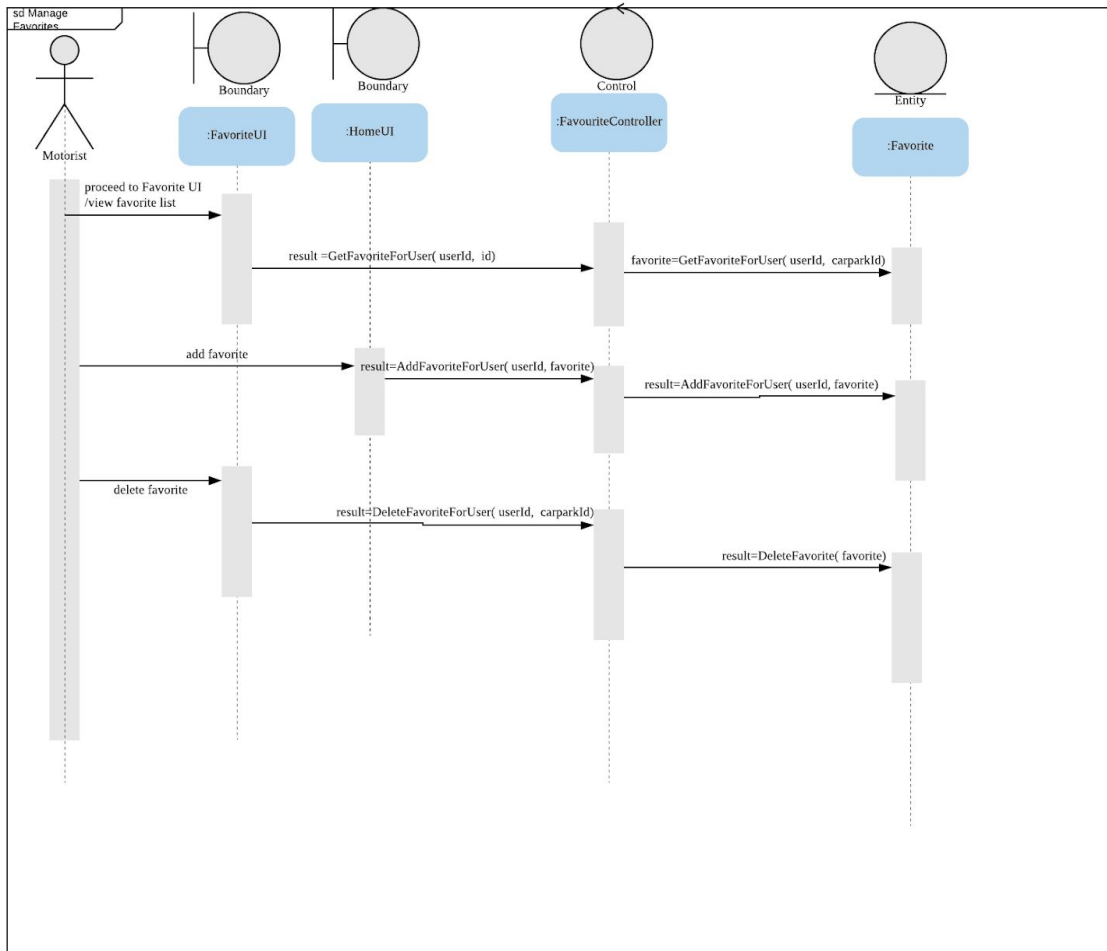 sd Manage
Favorites
Motorist
Boundary
Boundary
Control
Entity
:FavoriteUI
:HomeUI
:FavouriteController
:Favorite
proceed to Favorite UI
/view favorite list
result =GetFavoriteForUser( userId,  id)
favorite=GetFavoriteForUser( userId,  carparkId)
add favorite
result=AddFavoriteForUser( userId, favorite)
result=AddFavoriteForUser( userId, favorite)
delete favorite
result=DeleteFavoriteForUser( userId,  carparkId)
result=DeleteFavorite( favorite)